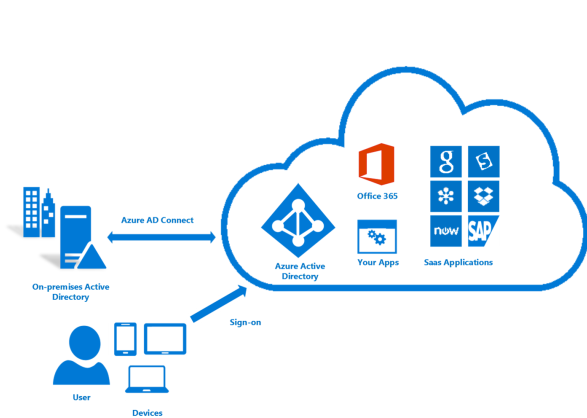 Office 365
g
now
SAP
Azure AD Connect
Azure Active
Directory
Your Apps
Saas Applications
On-premises Active
Directory
Sign-on
User
Devices